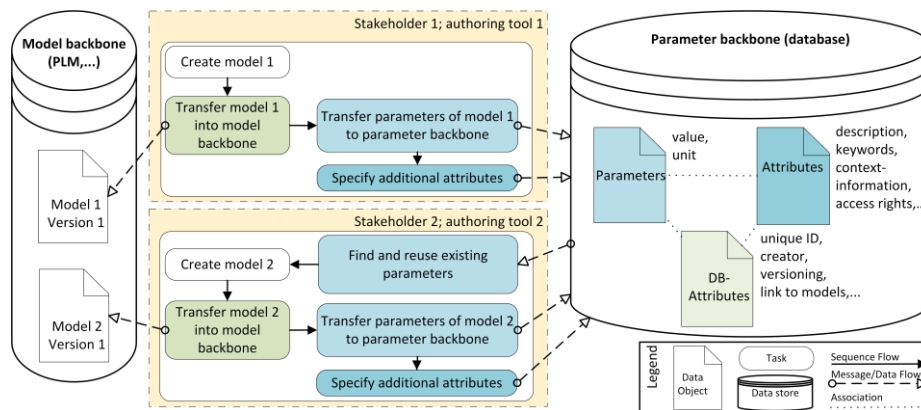 Model backbone
(PLM,...)
Model 1
Version 1
Model 2
Version 1
Stakeholder 1; authoring tool 1
Create model 1
Transfer model 1
into model
backbone
Transfer parameters of model 1
to parameter backbone
Specify additional attributes
Stakeholder 2; authoring tool 2
Find and reuse existing
parameters
Create model 2
Transfer model 2
into model
backbone
Transfer parameters of model 2
to parameter backbone
Specify additional attributes
Parameter backbone (database)
Parameters
value,
unit
Attributes
description,
keywords,
context-
information,
access rights,..
DB-
Attributes
unique ID,
creator,
versioning,
link to models,...
Legend
Data
Object
Task
Data store
Sequence Flow
Message/Data Flow
Association